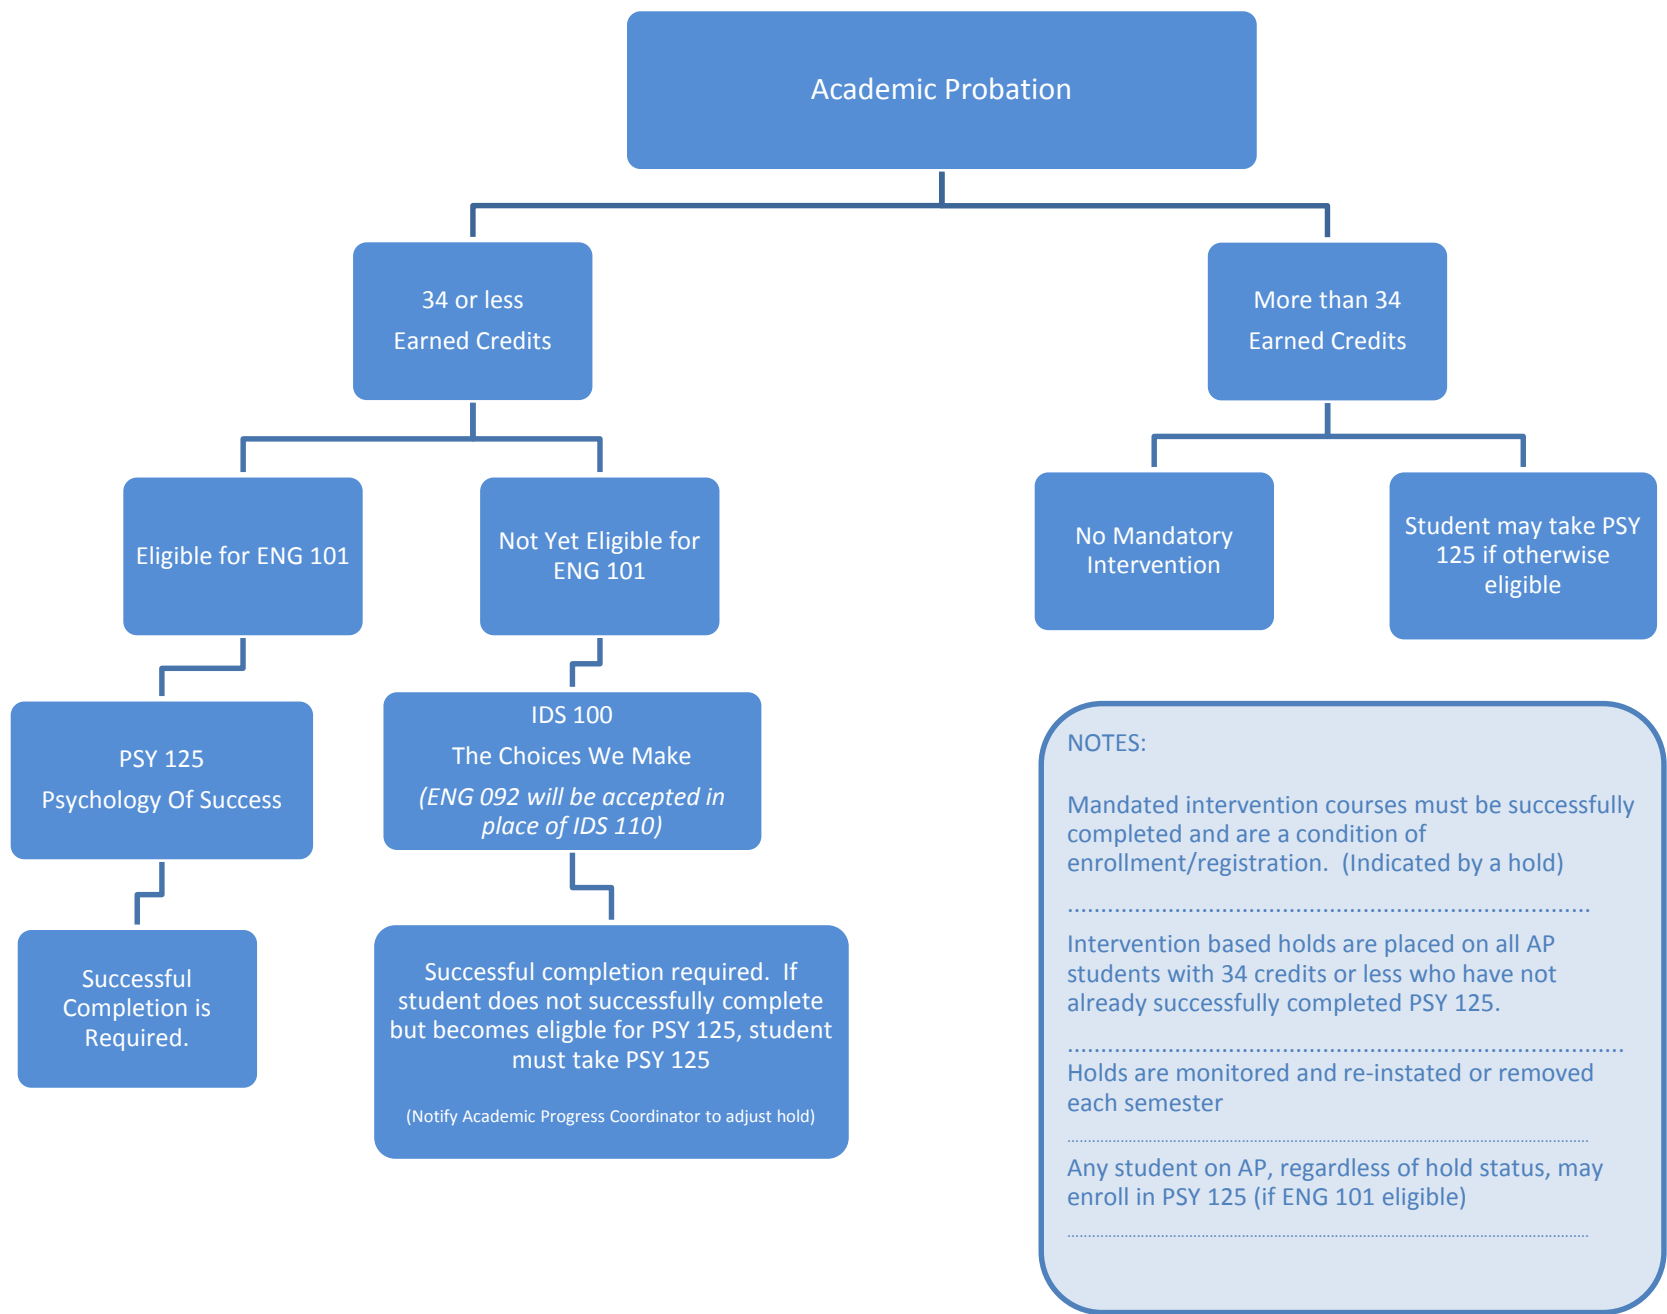 Academic Probation
34 or less
Earned Credits
More than 34
Earned Credits
Eligible for ENG 101
Not Yet Eligible for
ENG 101
No Mandatory
Intervention
Student may take PSY
125 if otherwise
eligible
PSY 125
Psychology Of Success
IDS 100
The Choices We Make
(ENG 092 will be accepted in
place of IDS 110)
Successful
Completion is
Required.
Successful completion required.  If
student does not successfully complete
but becomes eligble for PSY 125, student
must take PSY 125
(Notify Academic Progress Coordinator to adjust hold)
NOTES:
Mandated intervention courses must be successfully
completed and are a condition of
enrollment/registration.  (Indicated by a hold)
Intervention based holds are placed on all AP
students with 34 credits or less who have not
already successfully completed PSY 125.
Holds are monitored and re-instated or removed
each semester
Any student on AP, regardless of hold status, may
enroll in PSY 125 (if ENG 101 eligible)